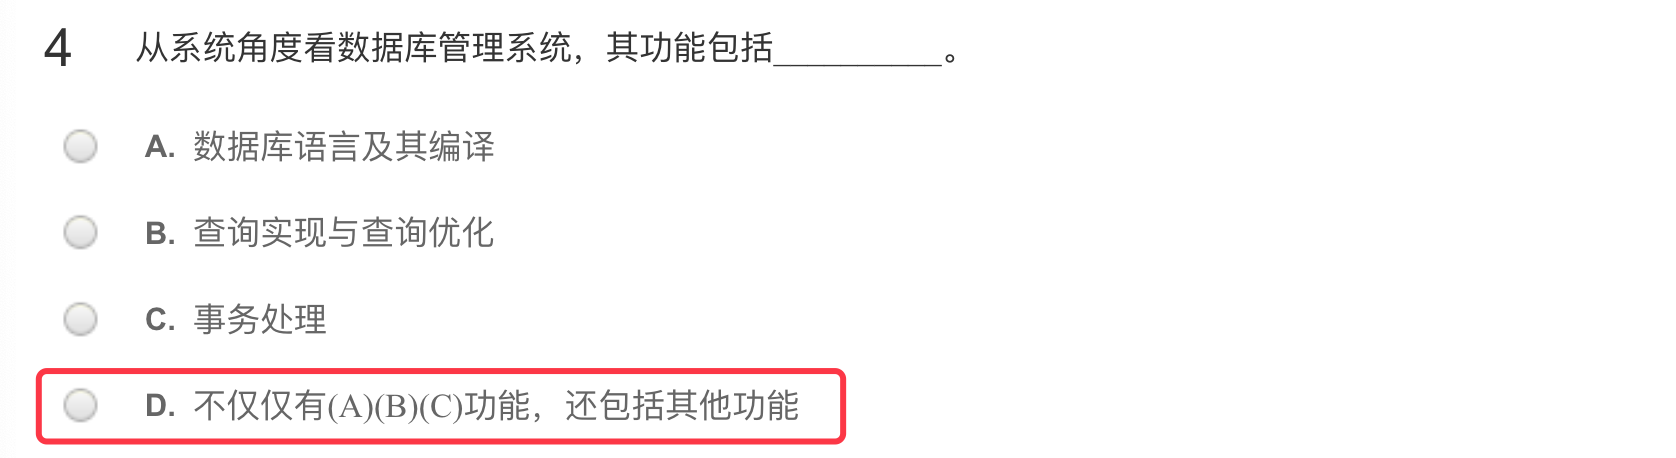 4 从系统角度看数据库管理系统，其功能包括__________。
A. 数据库语言及其编译
B. 查询实现与查询优化
C. 事务处理
D. 不仅仅有(A)(B)(C)功能，还包括其他功能